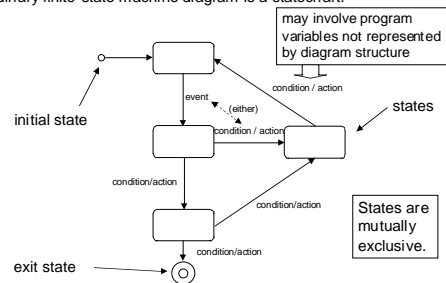 dinary finite-state machine diagram is a statechart.
may involve program
variables not represented
by diagram structure
condition / action
event
(either)
initial state
states
condition / action
condition/action
condition/action
States are
mutually
exclusive.
condition/action
exit state